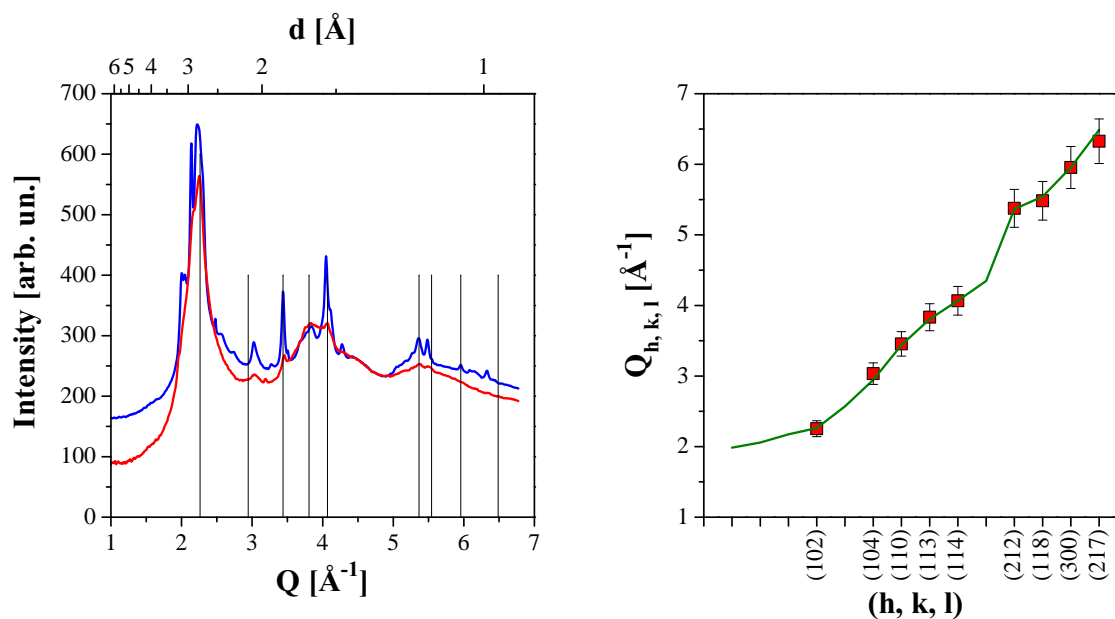 d [Å]
6 5 4 3 2 1
700
600
500
400
300
200
100
0
Intensity [arb. un.]
1 2 3 4 5 6 7
Q [Å-1]
7
6
5
4
3
2
1
Qh, k, l [Å-1]
(102) (104) (110) (113) (114) (212) (118) (300) (217)
(h, k, l)